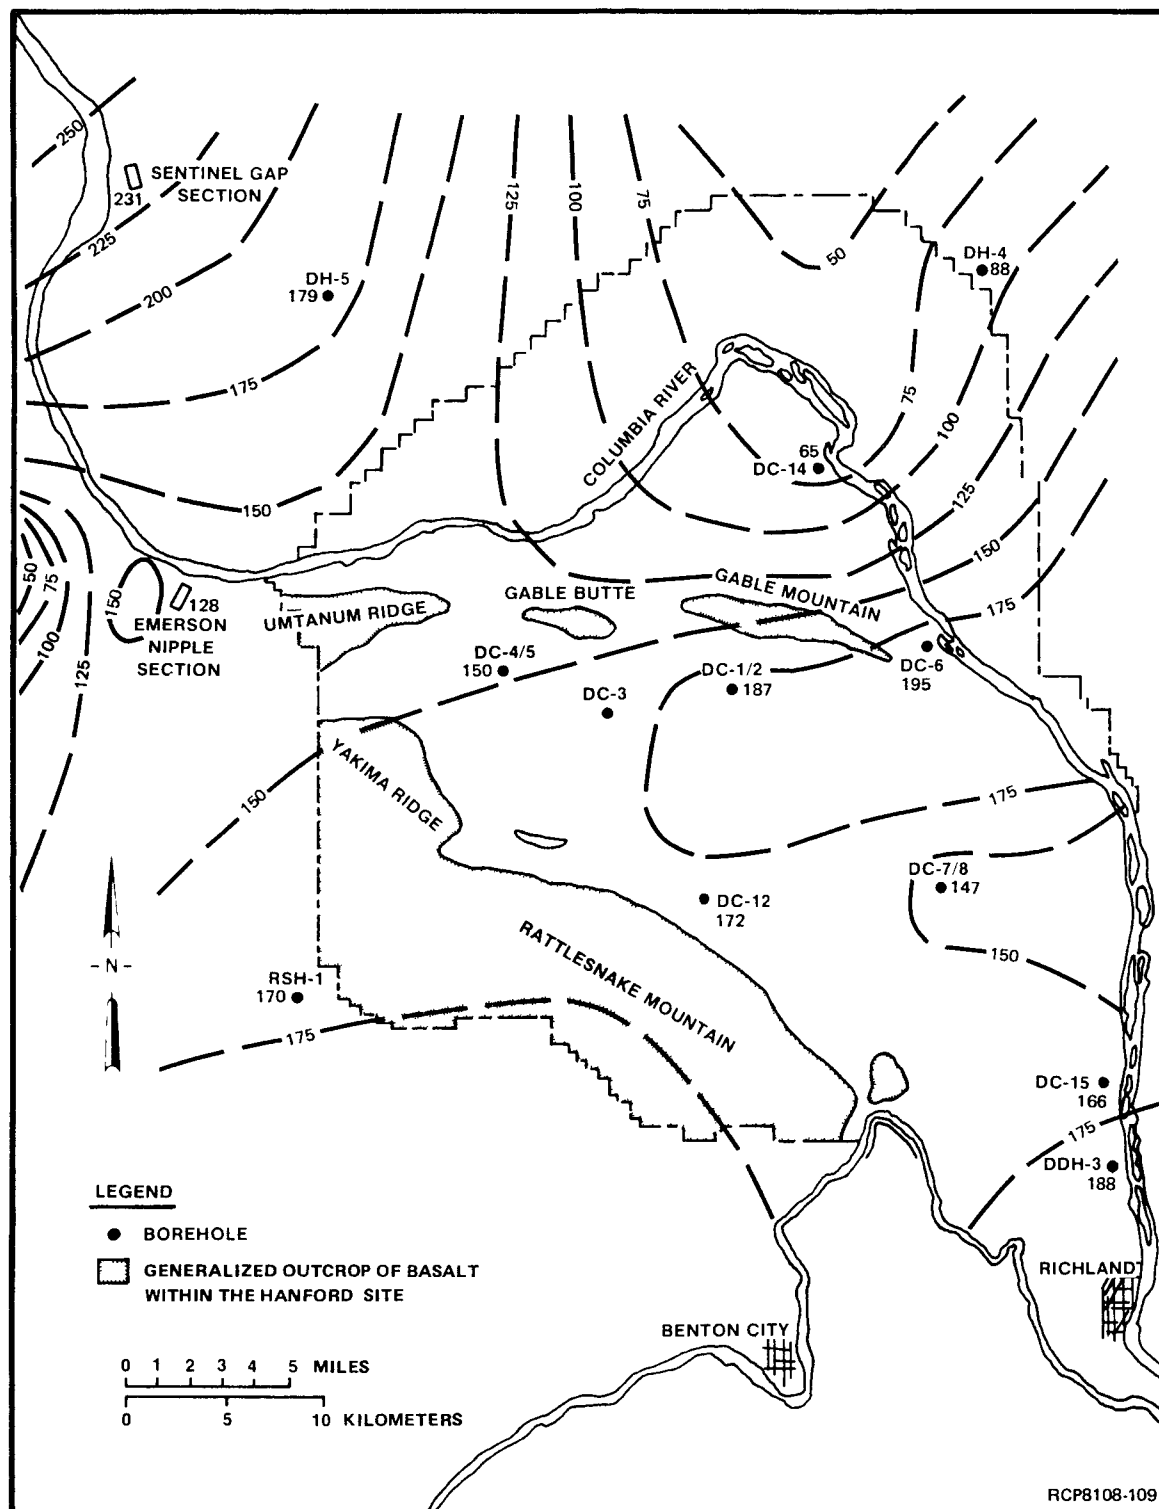 250
SENTINEL GAP
SECTION
231
225
200
DH-5
179
175
150
125
100
75
50
DH-4
88
COLUMBIA RIVER
75
100
125
150
175
65
DC-14
50
75
100
125
150
128
EMERSON
NIPPLE
SECTION
UMTANUM RIDGE
GABLE BUTTE
GABLE MOUNTAIN
DC-4/5
150
DC-3
DC-1/2
187
DC-6
195
YAKIMA RIDGE
150
175
DC-7/8
147
DC-12
172
150
RATTLESNAKE MOUNTAIN
N
RSH-1
170
175
DC-15
166
175
DDH-3
188
LEGEND
BOREHOLE
GENERALIZED OUTCROP OF BASALT
WITHIN THE HANFORD SITE
RICHLAND
BENTON CITY
0 1 2 3 4 5 MILES
0 5 10 KILOMETERS
RCP8108-109